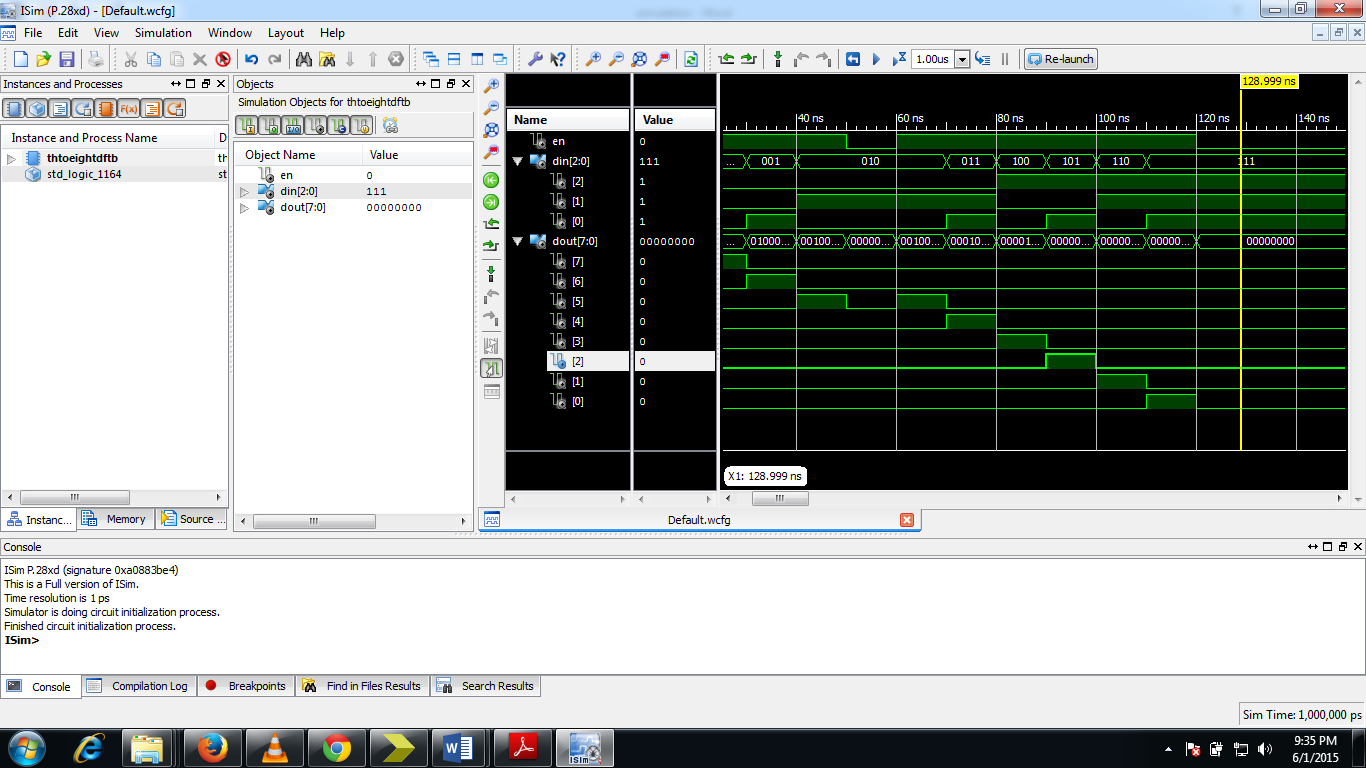 ISim (P.28xd) - [Default.wcfg]
File Edit View Simulation Window Layout Help
1.00us Re-launch
Instances and Processes
Instance and Process Name D
thtoeightdftb th
std_logic_1164 st
Instanc... Memory Source ...
Objects
Simulation Objects for thtoeightdftb
Object Name Value
en 0
din[2:0] 111
dout[7:0] 00000000
Name Value
en 0
din[2:0] 111
[2] 1
[1] 1
[0] 1
dout[7:0] 00000000
[7] 0
[6] 0
[5] 0
[4] 0
[3] 0
[2] 0
[1] 0
[0] 0
128.999 ns
40 ns 60 ns 80 ns 100 ns 120 ns 140 ns
... 001 010 011 100 101 110 111
... 01000... 00100... 00000... 00100... 00010... 00001... 00000... 00000... 00000... 00000000
X1: 128.999 ns
Default.wcfg
Console
ISim P.28xd (signature 0xa0883be4)
This is a Full version of ISim.
Time resolution is 1 ps
Simulator is doing circuit initialization process.
Finished circuit initialization process.
ISim>
Console Compilation Log Breakpoints Find in Files Results Search Results
Sim Time: 1,000,000 ps
ISim
9:35 PM
6/1/2015